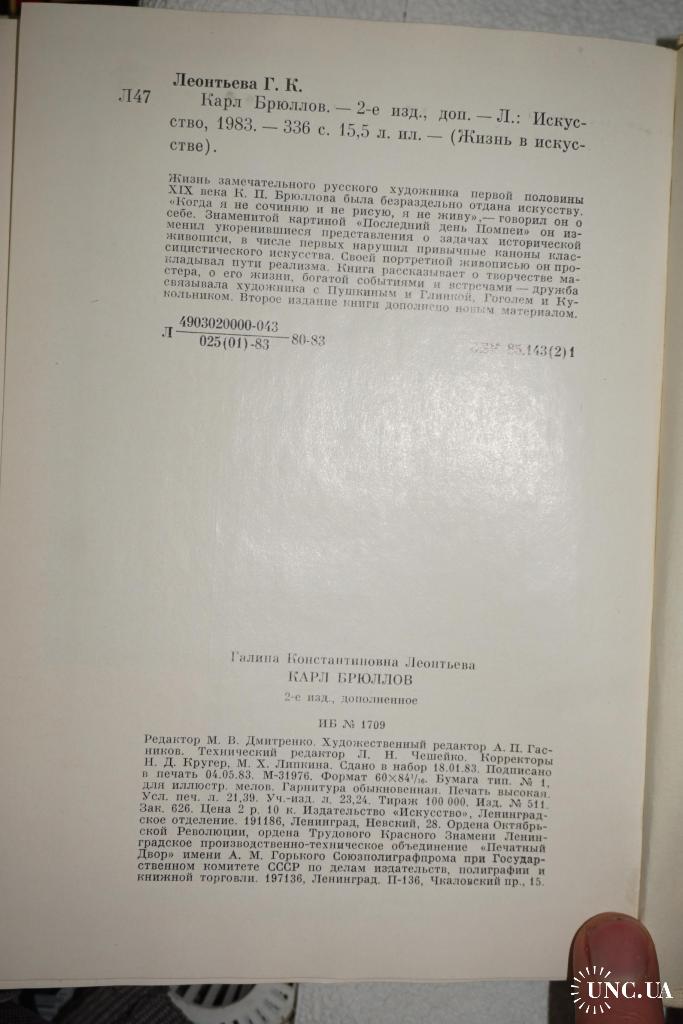 Леонтьева Г. К.
Л47
Карл Брюллов. — 2-е изд., доп. — Л.: Искус-
ство, 1983. — 336 с. 15,5 л. ил. — (Жизнь в искус-
стве).
Жизнь замечательного русского художника первой половины
XIX века К. П. Брюллова была безраздельно отдана искусству.
«Когда я не сочиняю и не рисую, я не живу»,— говорил он о
себе. Знаменитой картиной «Последний день Помпеи» он из-
менил укоренившиеся представления о задачах исторической
живописи, в числе первых нарушил привычные каноны клас-
сицистического искусства. Своей портретной живописью он про-
кладывал пути реализма. Книга рассказывает о творчестве ма-
стера, о его жизни, богатой событиями и встречами — дружба
связывала художника с Пушкиным и Глинкой, Гоголем и Ку-
кольником. Второе издание книги дополнено новым материалом.
Л 4903020000-043
025(01)-83 80-83
ББК 85.143(2)1
Галина Константиновна Леонтьева
КАРЛ БРЮЛЛОВ
2-е изд., дополненное
ИБ № 1709
Редактор М. В. Дмитренко. Художественный редактор А. П. Гас-
ников. Технический редактор Л. Н. Чешейко. Корректоры
Н. Д. Кругер, М. Х. Липкина. Сдано в набор 18.01.83. Подписано
в печать 04.05.83. М-31976. Формат 60×84¹/₁₆. Бумага тип. № 1,
для иллюстр. мелов. Гарнитура обыкновенная. Печать высокая.
Усл. печ. л. 21,39. Уч.-изд. л. 23,24. Тираж 100 000. Изд. № 511.
Зак. 626. Цена 2 р. 10 к. Издательство «Искусство», Ленинград-
ское отделение. 191186, Ленинград, Невский, 28. Ордена Октябрь-
ской Революции, ордена Трудового Красного Знамени Ленин-
градское производственно-техническое объединение «Печатный
Двор» имени А. М. Горького Союзполиграфпрома при Государ-
ственном комитете СССР по делам издательств, полиграфии и
книжной торговли. 197136, Ленинград. П-136, Чкаловский пр., 15.
UNC.UA